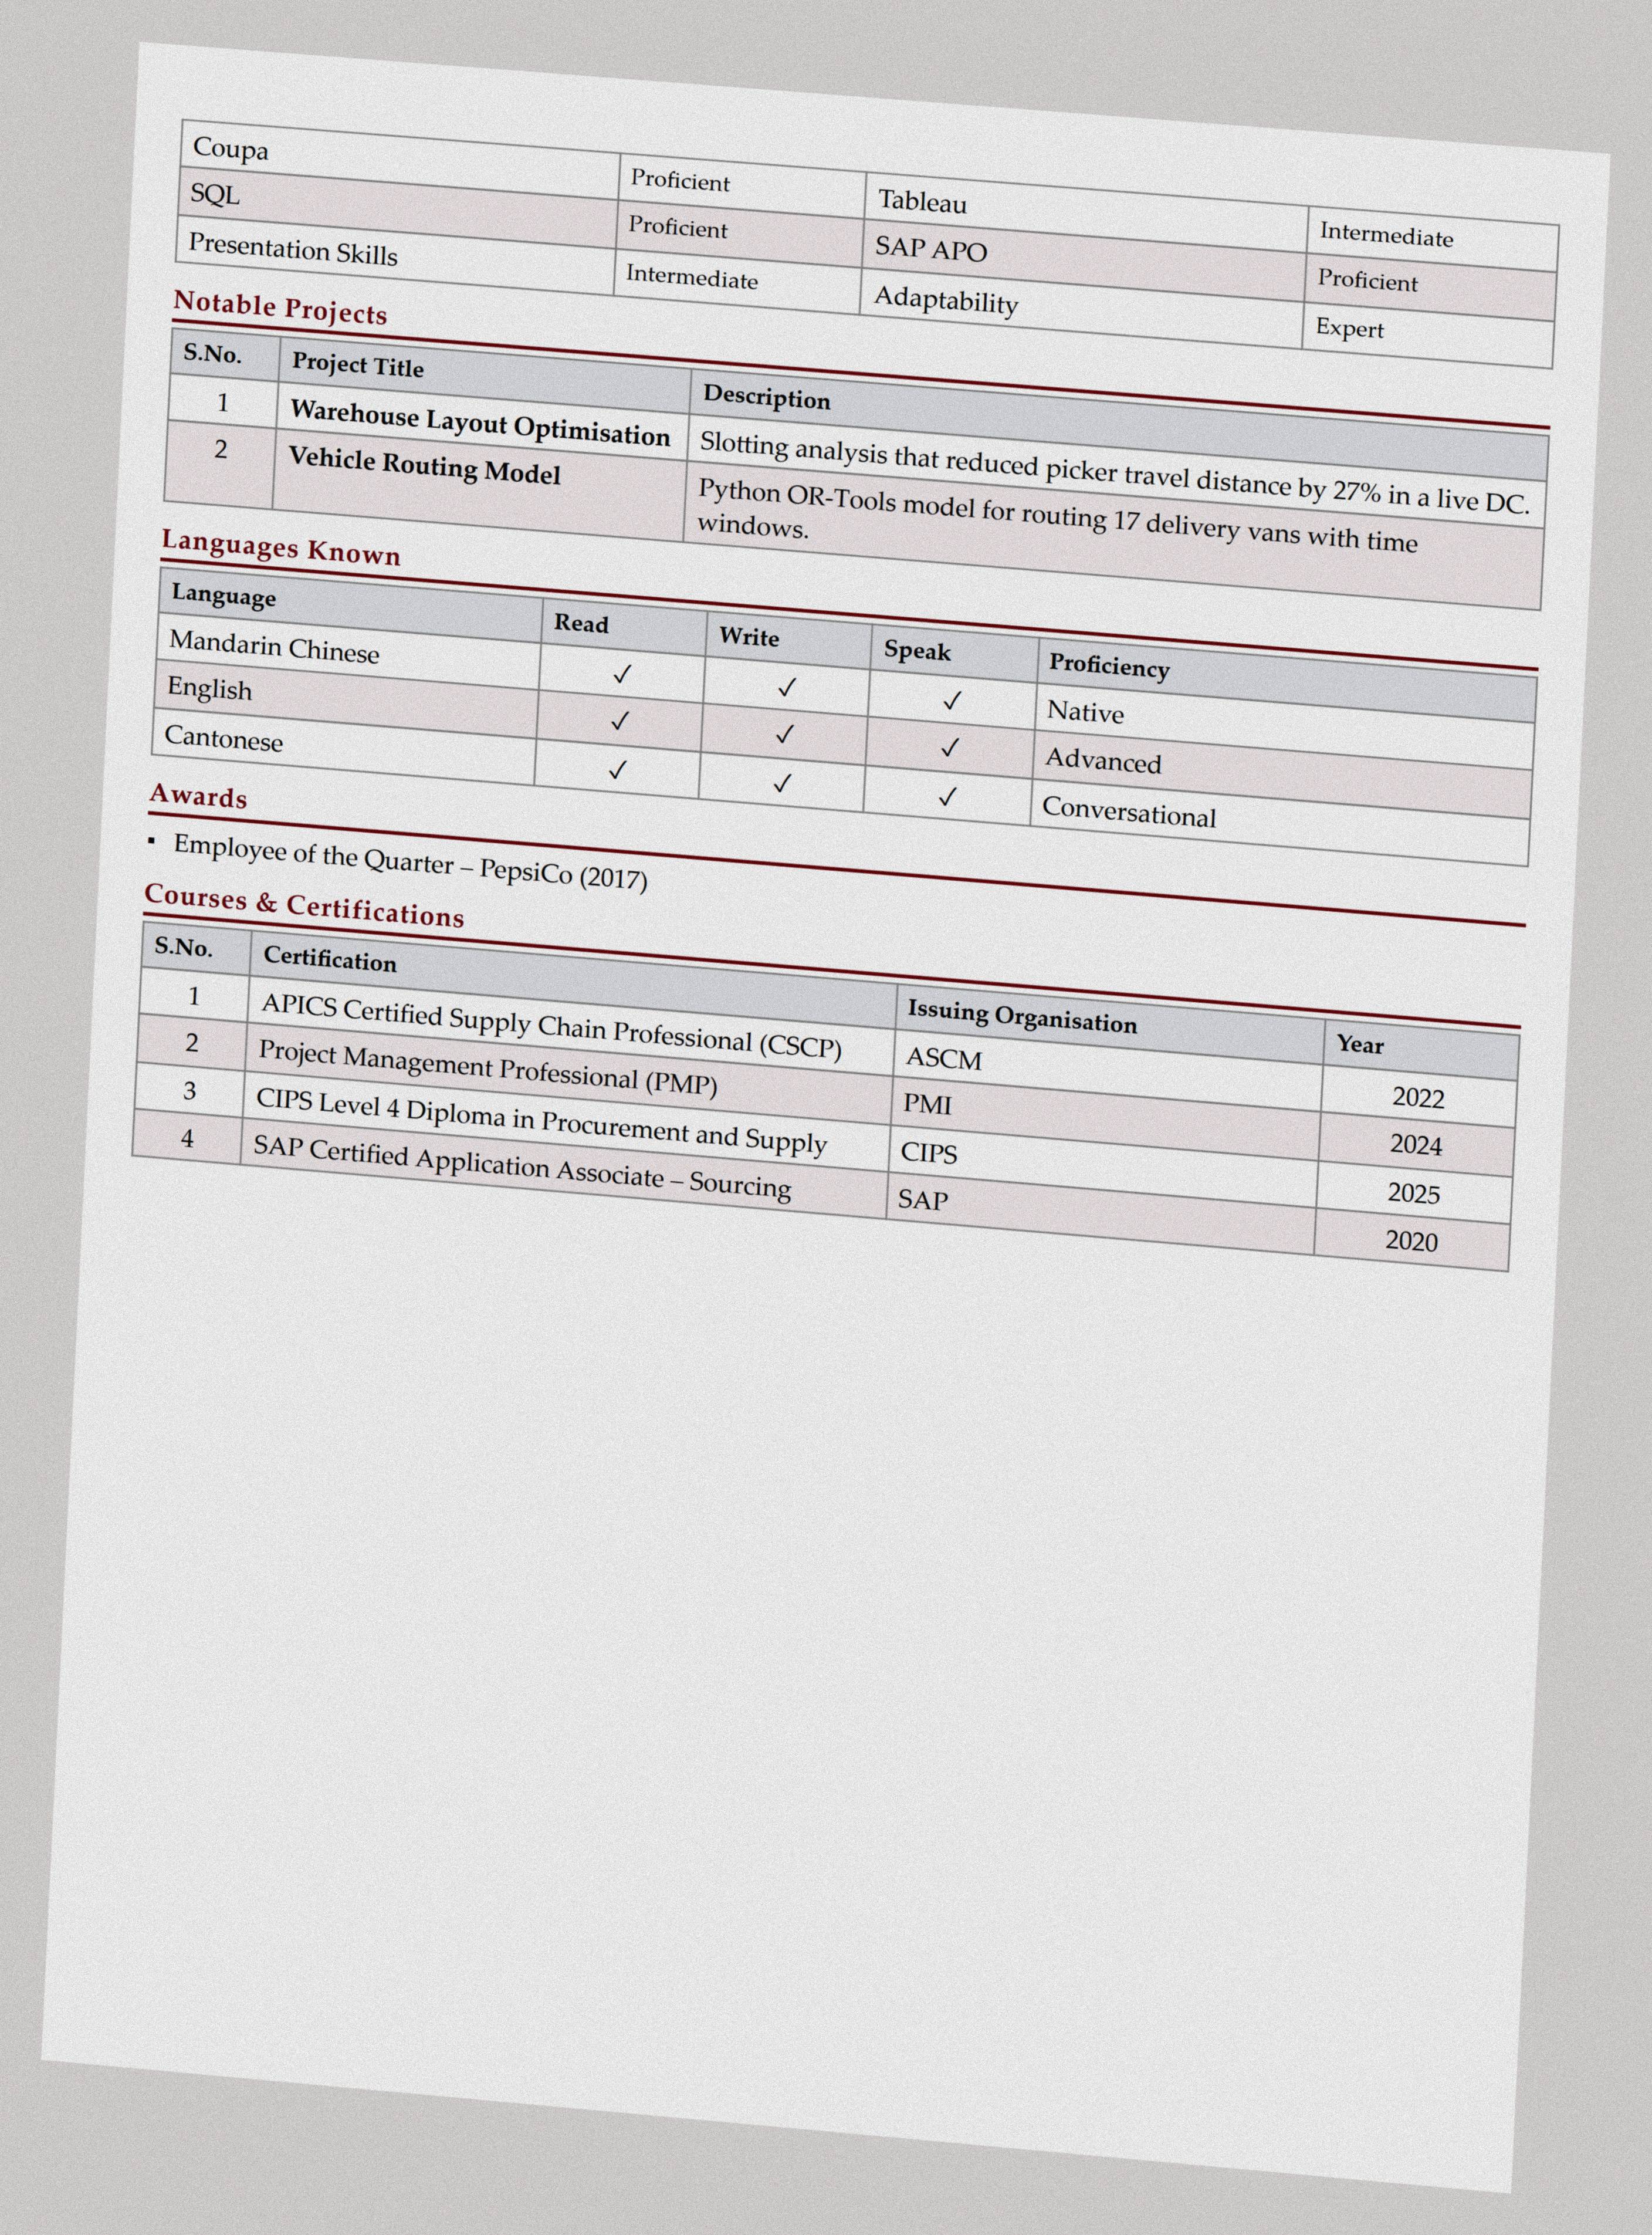 Coupa Proficient Tableau Intermediate
SQL Proficient SAP APO Proficient
Presentation Skills Intermediate Adaptability Expert
Notable Projects
S.No. Project Title Description
1 Warehouse Layout Optimisation Slotting analysis that reduced picker travel distance by 27% in a live DC.
2 Vehicle Routing Model Python OR-Tools model for routing 17 delivery vans with time
windows.
Languages Known
Language Read Write Speak Proficiency
Mandarin Chinese ✓ ✓ ✓ Native
English ✓ ✓ ✓ Advanced
Cantonese ✓ ✓ ✓ Conversational
Awards
▪ Employee of the Quarter – PepsiCo (2017)
Courses & Certifications
S.No. Certification Issuing Organisation Year
1 APICS Certified Supply Chain Professional (CSCP) ASCM 2022
2 Project Management Professional (PMP) PMI 2024
3 CIPS Level 4 Diploma in Procurement and Supply CIPS 2025
4 SAP Certified Application Associate – Sourcing SAP 2020